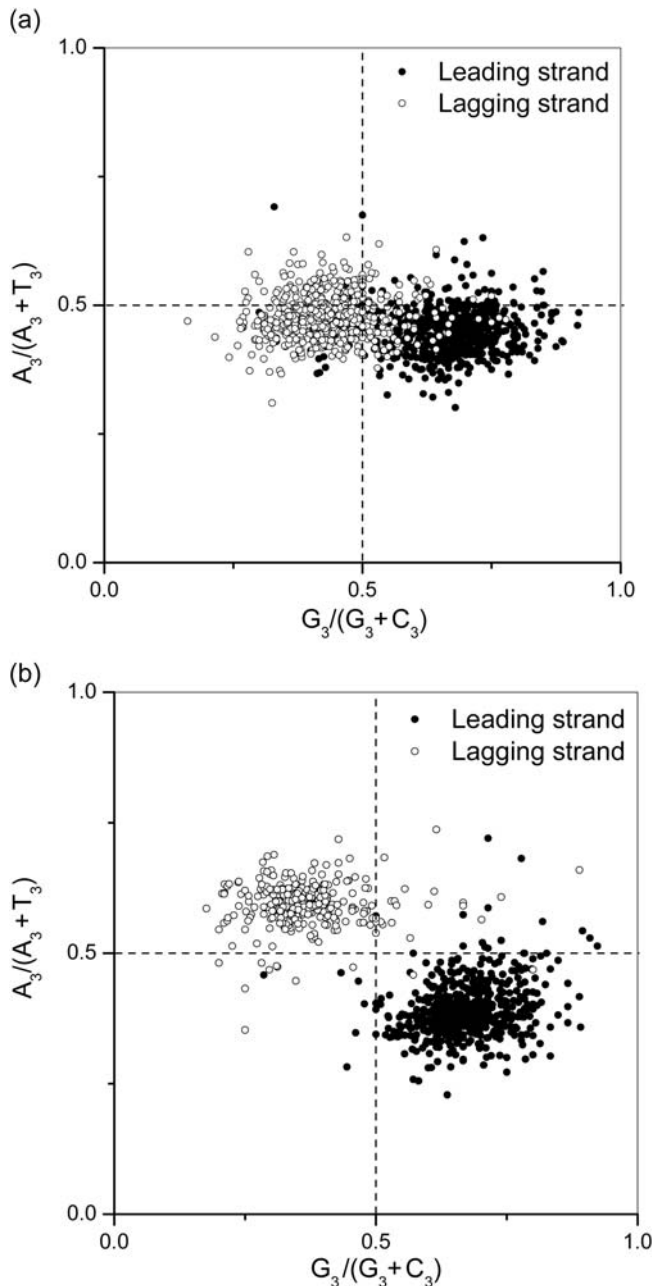 (a)
1.0
Leading strand
Lagging strand
A₃/(A₃+T₃)
0.5
0.0
0.0 0.5 1.0
G₃/(G₃+C₃)
(b)
1.0
Leading strand
Lagging strand
A₃/(A₃+T₃)
0.5
0.0
0.0 0.5 1.0
G₃/(G₃+C₃)